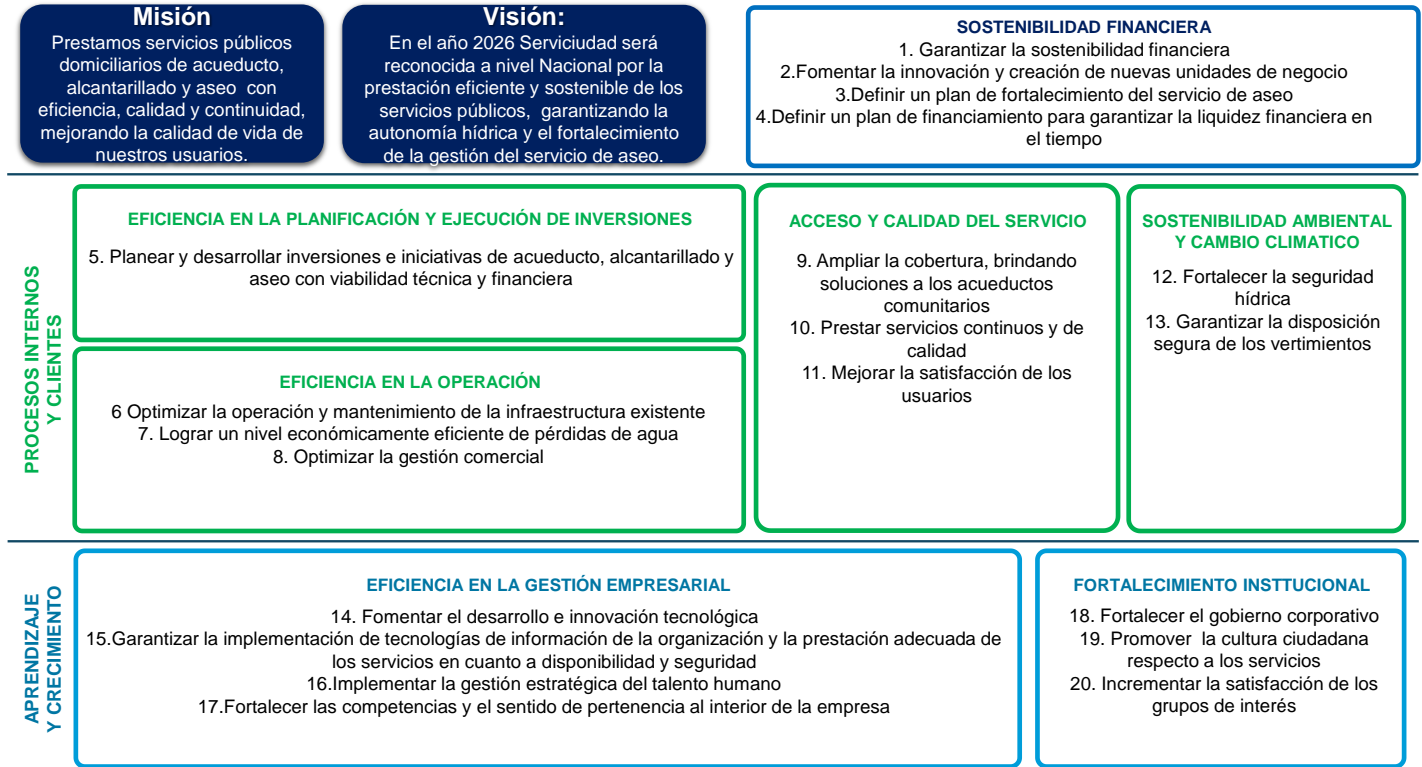 Misión
Prestamos servicios públicos
domiciliarios de acueducto,
alcantarillado y aseo con
eficiencia, calidad y continuidad,
mejorando la calidad de vida de
nuestros usuarios.
Visión:
En el año 2026 Serviciudad será
reconocida a nivel Nacional por la
prestación eficiente y sostenible de los
servicios públicos, garantizando la
autonomía hídrica y el fortalecimiento
de la gestión del servicio de aseo.
SOSTENIBILIDAD FINANCIERA
1. Garantizar la sostenibilidad financiera
2.Fomentar la innovación y creación de nuevas unidades de negocio
3.Definir un plan de fortalecimiento del servicio de aseo
4.Definir un plan de financiamiento para garantizar la liquidez financiera en
el tiempo
PROCESOS INTERNOS
Y CLIENTES
EFICIENCIA EN LA PLANIFICACIÓN Y EJECUCIÓN DE INVERSIONES
5. Planear y desarrollar inversiones e iniciativas de acueducto, alcantarillado y
aseo con viabilidad técnica y financiera
EFICIENCIA EN LA OPERACIÓN
6 Optimizar la operación y mantenimiento de la infraestructura existente
7. Lograr un nivel económicamente eficiente de pérdidas de agua
8. Optimizar la gestión comercial
ACCESO Y CALIDAD DEL SERVICIO
9. Ampliar la cobertura, brindando
soluciones a los acueductos
comunitarios
10. Prestar servicios continuos y de
calidad
11. Mejorar la satisfacción de los
usuarios
SOSTENIBILIDAD AMBIENTAL
Y CAMBIO CLIMATICO
12. Fortalecer la seguridad
hídrica
13. Garantizar la disposición
segura de los vertimientos
APRENDIZAJE
Y CRECIMIENTO
EFICIENCIA EN LA GESTIÓN EMPRESARIAL
14. Fomentar el desarrollo e innovación tecnológica
15.Garantizar la implementación de tecnologías de información de la organización y la prestación adecuada de
los servicios en cuanto a disponibilidad y seguridad
16.Implementar la gestión estratégica del talento humano
17.Fortalecer las competencias y el sentido de pertenencia al interior de la empresa
FORTALECIMIENTO INSTTUCIONAL
18. Fortalecer el gobierno corporativo
19. Promover la cultura ciudadana
respecto a los servicios
20. Incrementar la satisfacción de los
grupos de interés